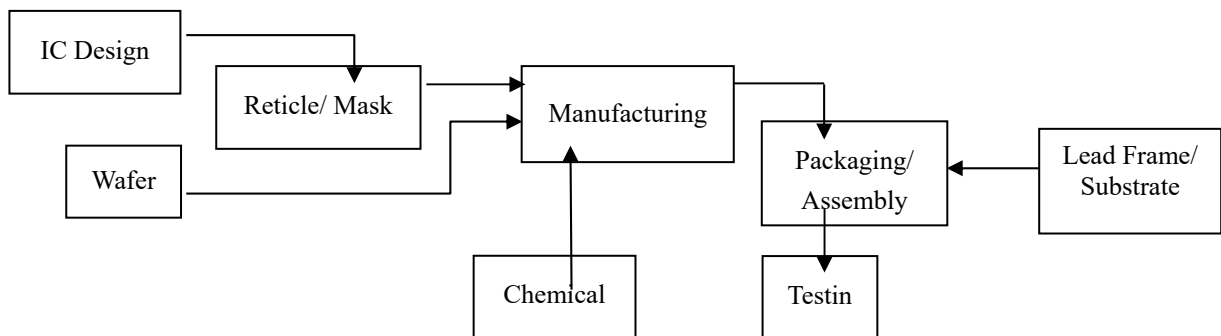 IC Design
Reticle/ Mask
Manufacturing
Wafer
Packaging/
Assembly
Lead Frame/
Substrate
Chemical
Testin